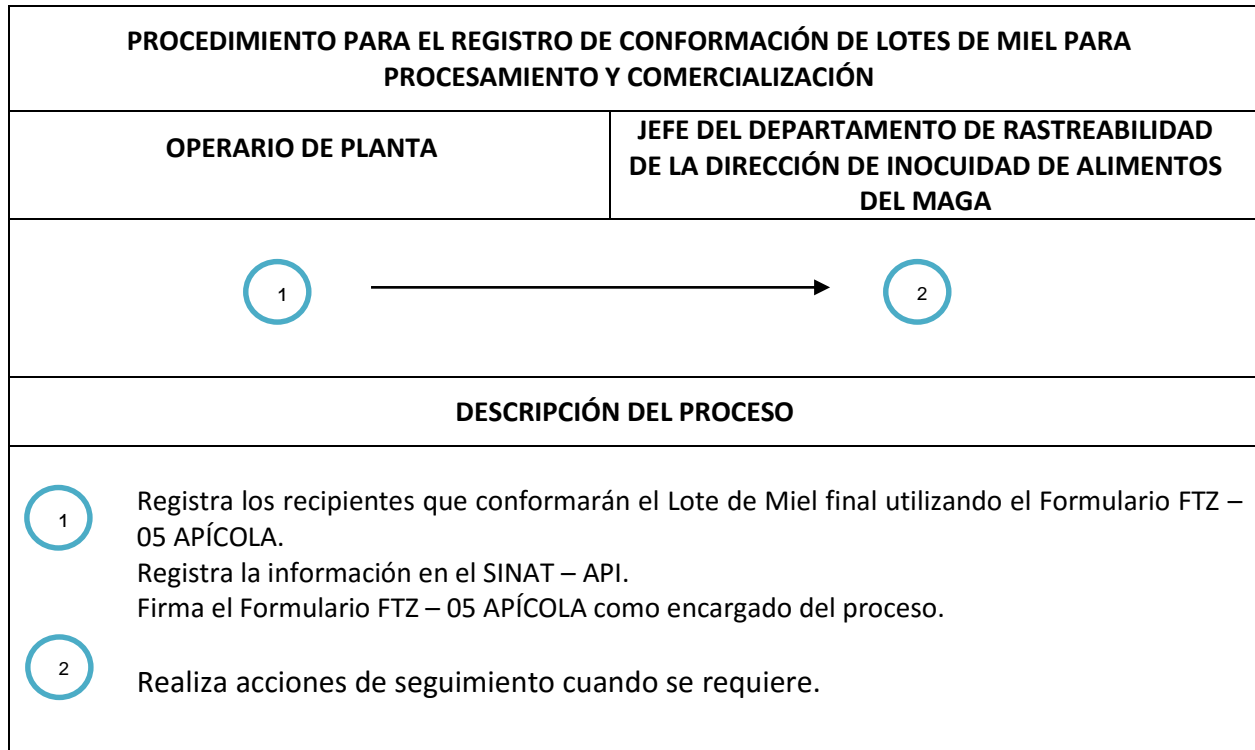 PROCEDIMIENTO PARA EL REGISTRO DE CONFORMACIÓN DE LOTES DE MIEL PARA
PROCESAMIENTO Y COMERCIALIZACIÓN
OPERARIO DE PLANTA
JEFE DEL DEPARTAMENTO DE RASTREABILIDAD
DE LA DIRECCIÓN DE INOCUIDAD DE ALIMENTOS
DEL MAGA
1
2
DESCRIPCIÓN DEL PROCESO
1
Registra los recipientes que conformarán el Lote de Miel final utilizando el Formulario FTZ –
05 APÍCOLA.
Registra la información en el SINAT – API.
Firma el Formulario FTZ – 05 APÍCOLA como encargado del proceso.
2
Realiza acciones de seguimiento cuando se requiere.